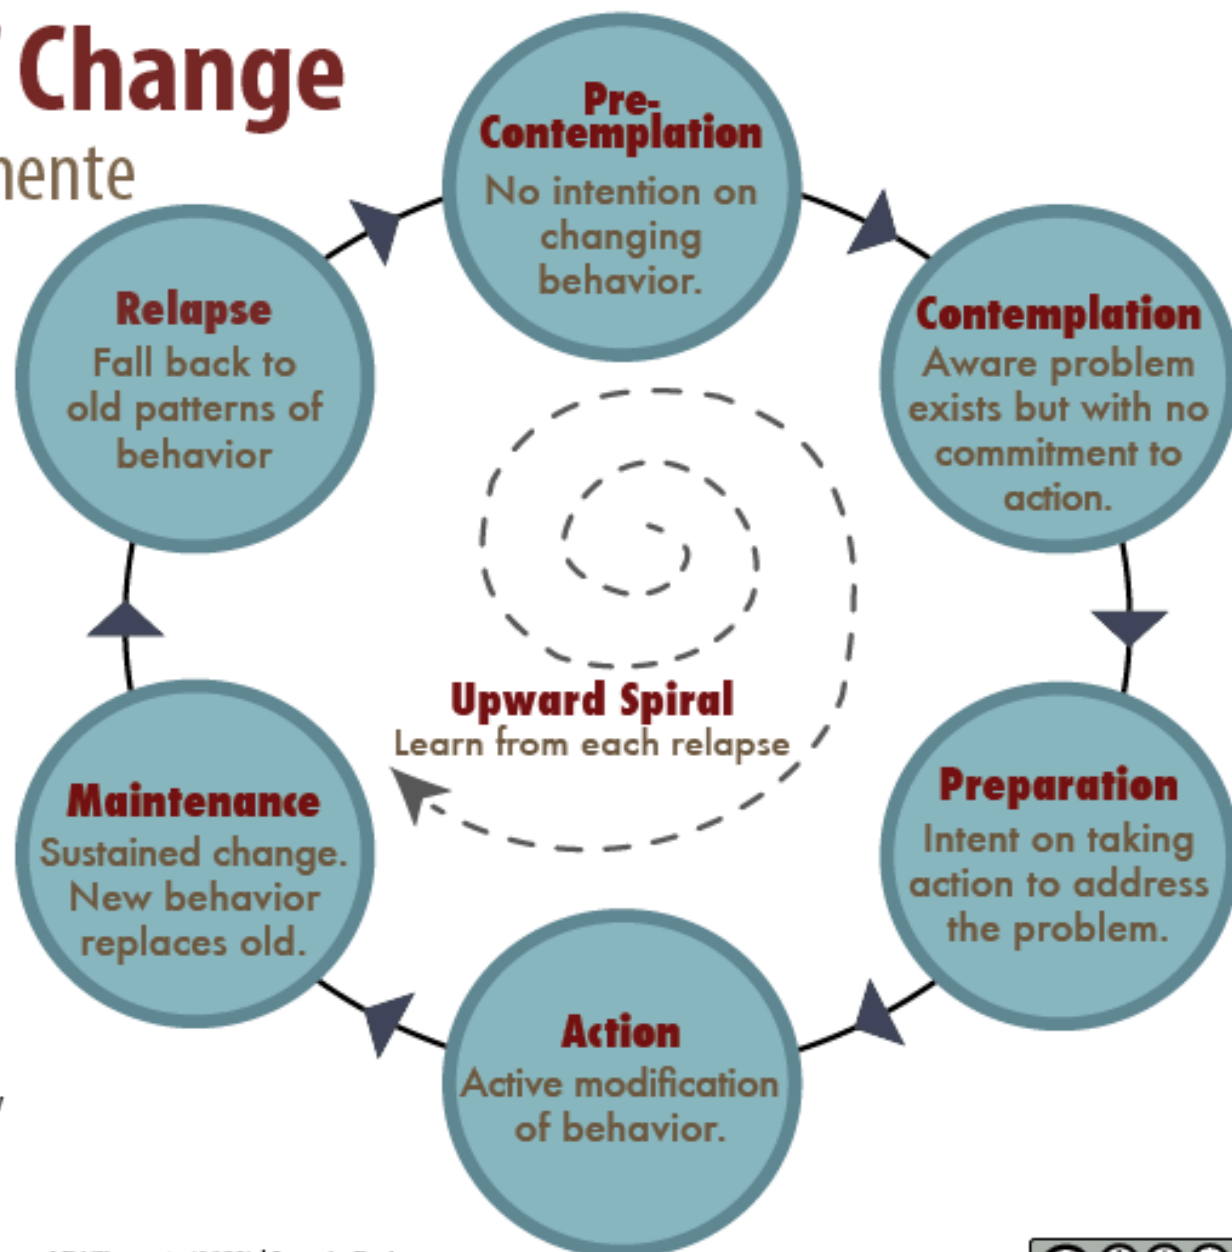 Change
Pre-
Contemplation
No intention on
changing
behavior.
Contemplation
Aware problem
exists but with no
commitment to
action.
Preparation
Intent on taking
action to address
the problem.
Action
Active modification
of behavior.
Maintenance
Sustained change.
New behavior
replaces old.
Relapse
Fall back to
old patterns of
behavior
Upward Spiral
Learn from each relapse